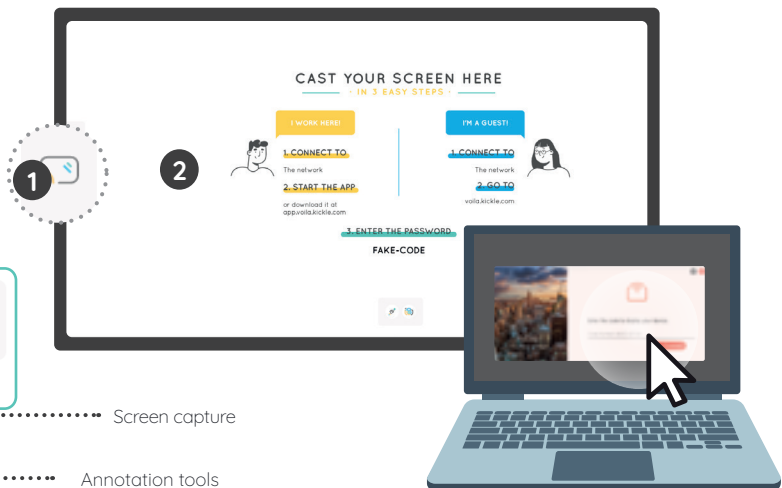 CAST YOUR SCREEN HERE
· IN 3 EASY STEPS ·
I WORK HERE!
1. CONNECT TO
The network
2. START THE APP
or download it at
app.voila.kickle.com
I'M A GUEST!
1. CONNECT TO
The network
2. GO TO
voila.kickle.com
3. ENTER THE PASSWORD
FAKE-CODE
1
2
Screen capture
Annotation tools